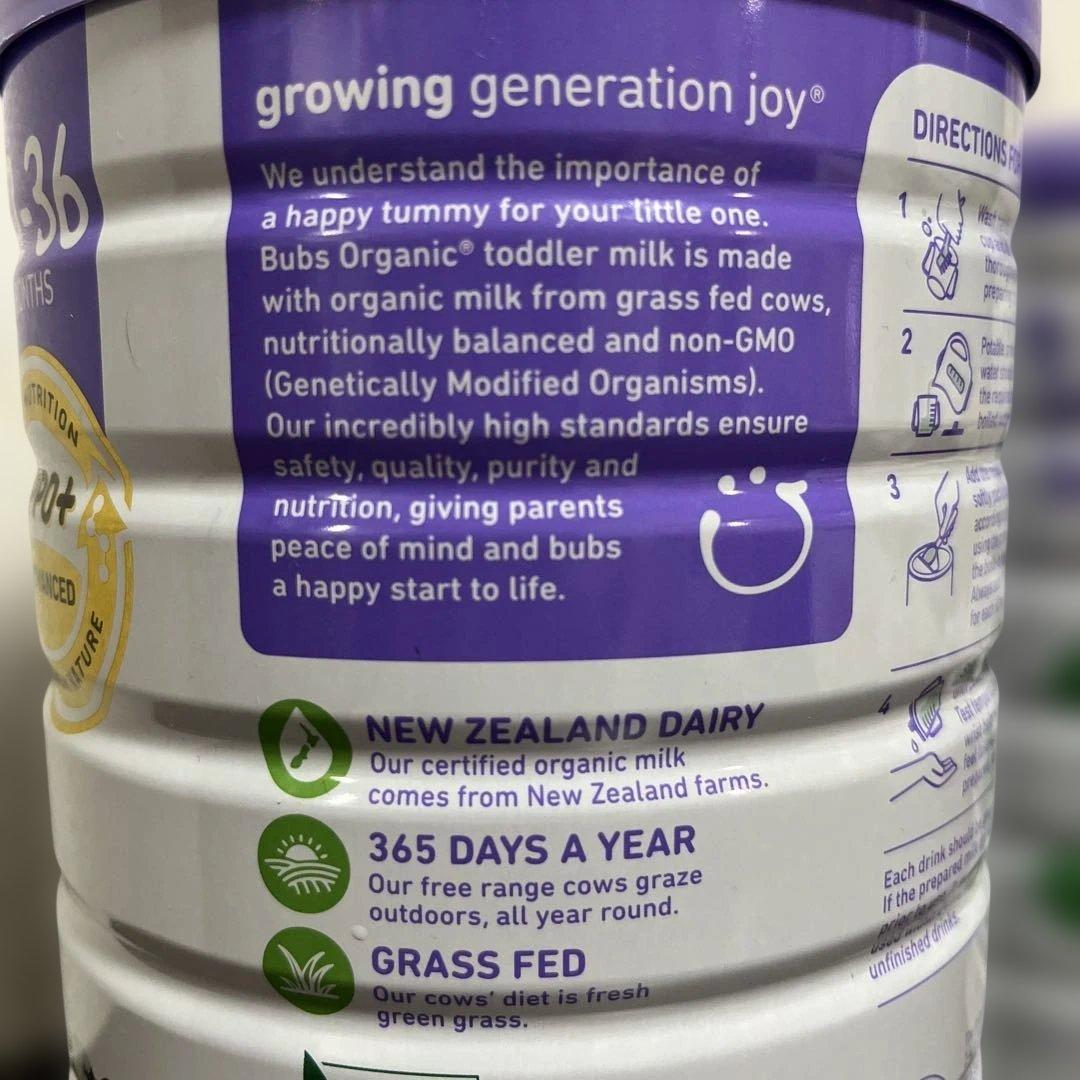 growing generation joy®
We understand the importance of
a happy tummy for your little one.
Bubs Organic® toddler milk is made
with organic milk from grass fed cows,
nutritionally balanced and non-GMO
(Genetically Modified Organisms).
Our incredibly high standards ensure
safety, quality, purity and
nutrition, giving parents
peace of mind and bubs
a happy start to life.
NEW ZEALAND DAIRY
Our certified organic milk
comes from New Zealand farms.
365 DAYS A YEAR
Our free range cows graze
outdoors, all year round.
GRASS FED
Our cows' diet is fresh
green grass.
36
DIRECTIONS
1
2
3
4
Test
Each drink should
If the prepared
unfinished drinks.